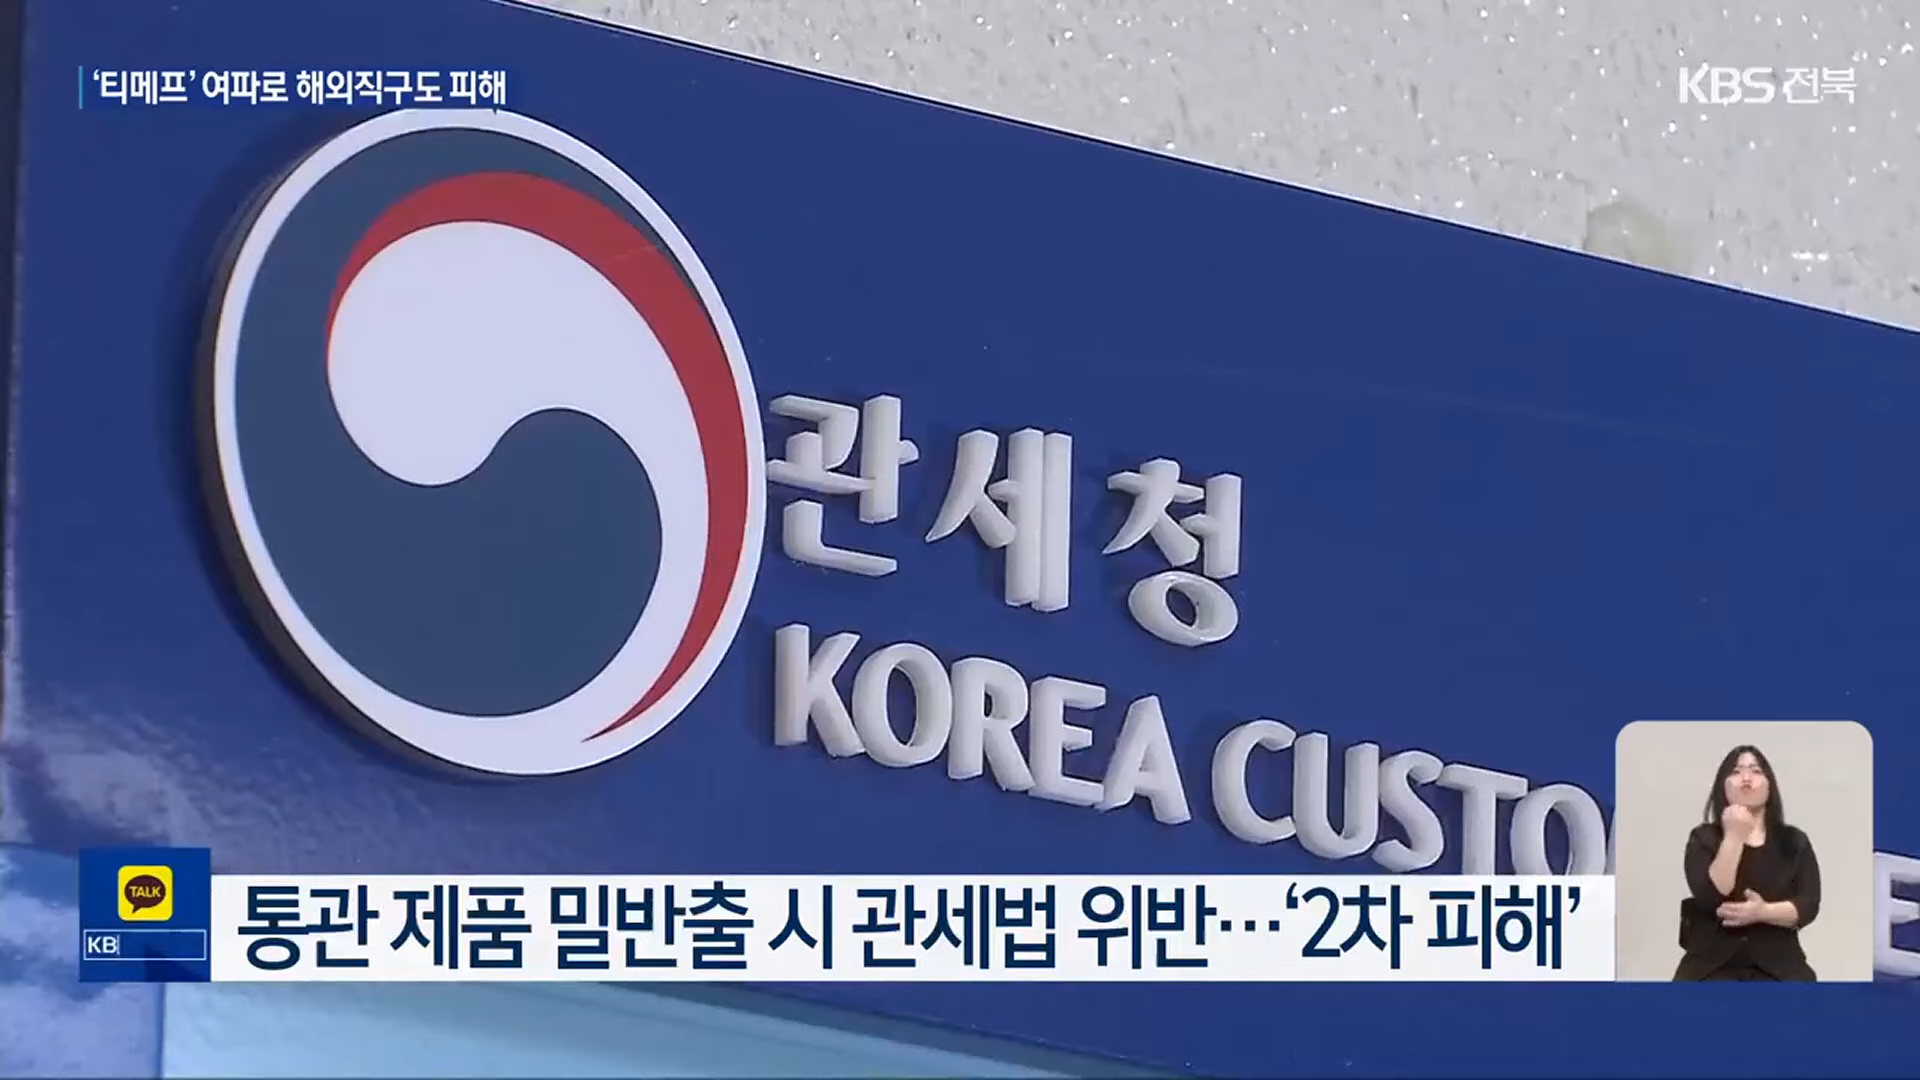 ‘티메프’ 여파로 해외직구도 피해
KBS 전북
관세청
KOREA CUSTO
E
TALK
KB
통관 제품 밀반출 시 관세법 위반…‘2차 피해’